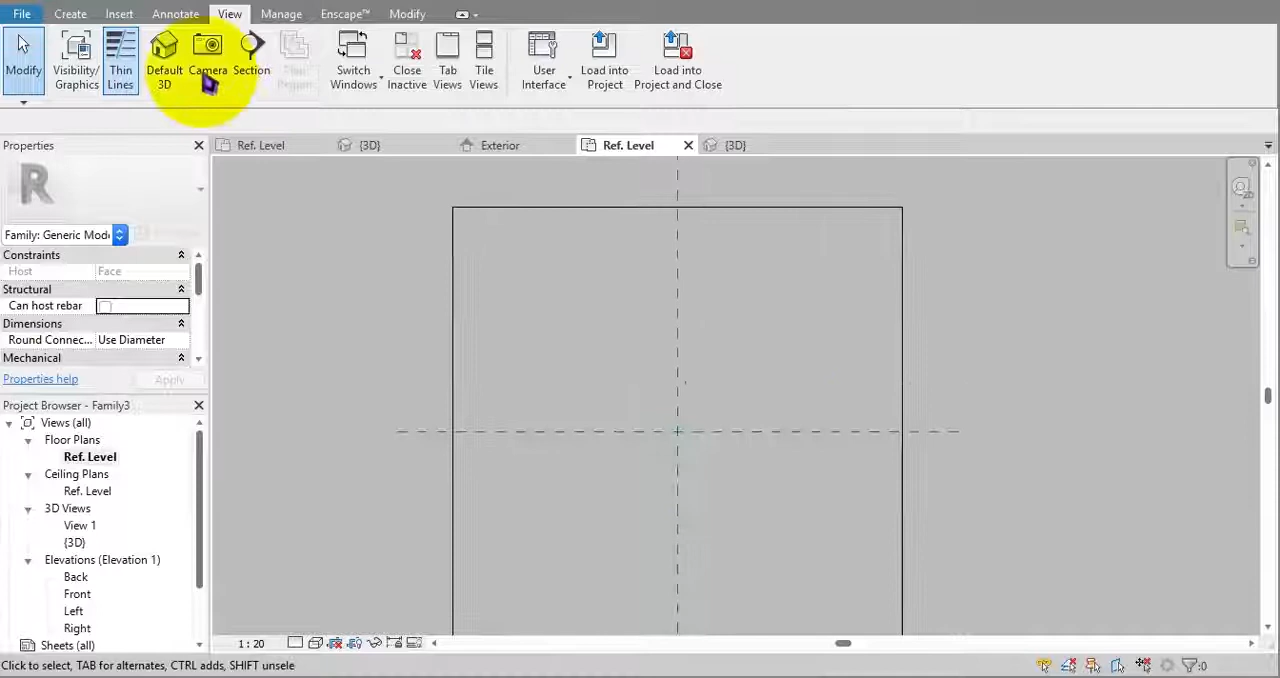 File Create Insert Annotate View Manage Enscape™ Modify
Modify Visibility/ Graphics Thin Lines Default 3D Camera Section Switch Windows Close Inactive Tab Views Tile Views User Interface Load into Project Load into Project and Close
Properties
Ref. Level {3D} Exterior Ref. Level {3D}
R
Family: Generic Mod
Constraints
Host Face
Structural
Can host rebar
Dimensions
Round Connec... Use Diameter
Mechanical
Properties help Apply
Project Browser - Family3
Views (all)
Floor Plans
Ref. Level
Ceiling Plans
Ref. Level
3D Views
View 1
{3D}
Elevations (Elevation 1)
Back
Front
Left
Right
Sheets (all)
1 : 20
Click to select, TAB for alternates, CTRL adds, SHIFT unsele
:0